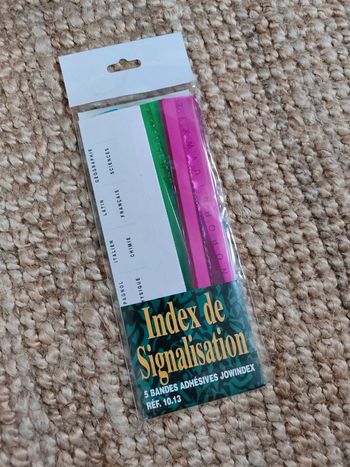 GÉOGRAPHIE
SCIENCES
LATIN
FRANÇAIS
ITALIEN
CHIMIE
Index de
Signalisation
5 BANDES ADHÉSIVES JOWINDEX
RÉF. 10.13